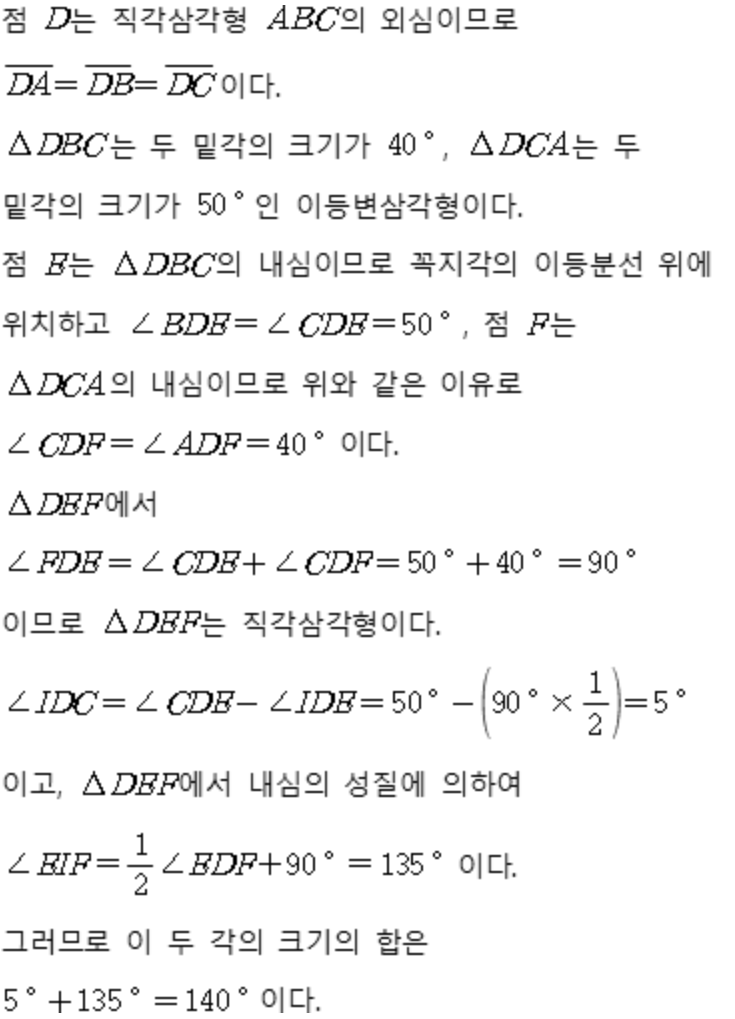 점 D는 직각삼각형 ABC의 외심이므로
\overline{DA}=\overline{DB}=\overline{DC}이다.
△DBC는 두 밑각의 크기가 40°, △DCA는 두
밑각의 크기가 50°인 이등변삼각형이다.
점 E는 △DBC의 내심이므로 꼭지각의 이등분선 위에
위치하고 ∠BDE=∠CDE=50°, 점 F는
△DCA의 내심이므로 위와 같은 이유로
∠CDF=∠ADF=40° 이다.
△DEF에서
∠FDE=∠CDE+∠CDF=50°+40°=90°
이므로 △DEF는 직각삼각형이다.
∠IDC=∠CDE-∠IDE=50°-(90°×\frac{1}{2})=5°
이고, △DEF에서 내심의 성질에 의하여
∠EIF=\frac{1}{2}∠EDF+90°=135° 이다.
그러므로 이 두 각의 크기의 합은
5°+135°=140°이다.